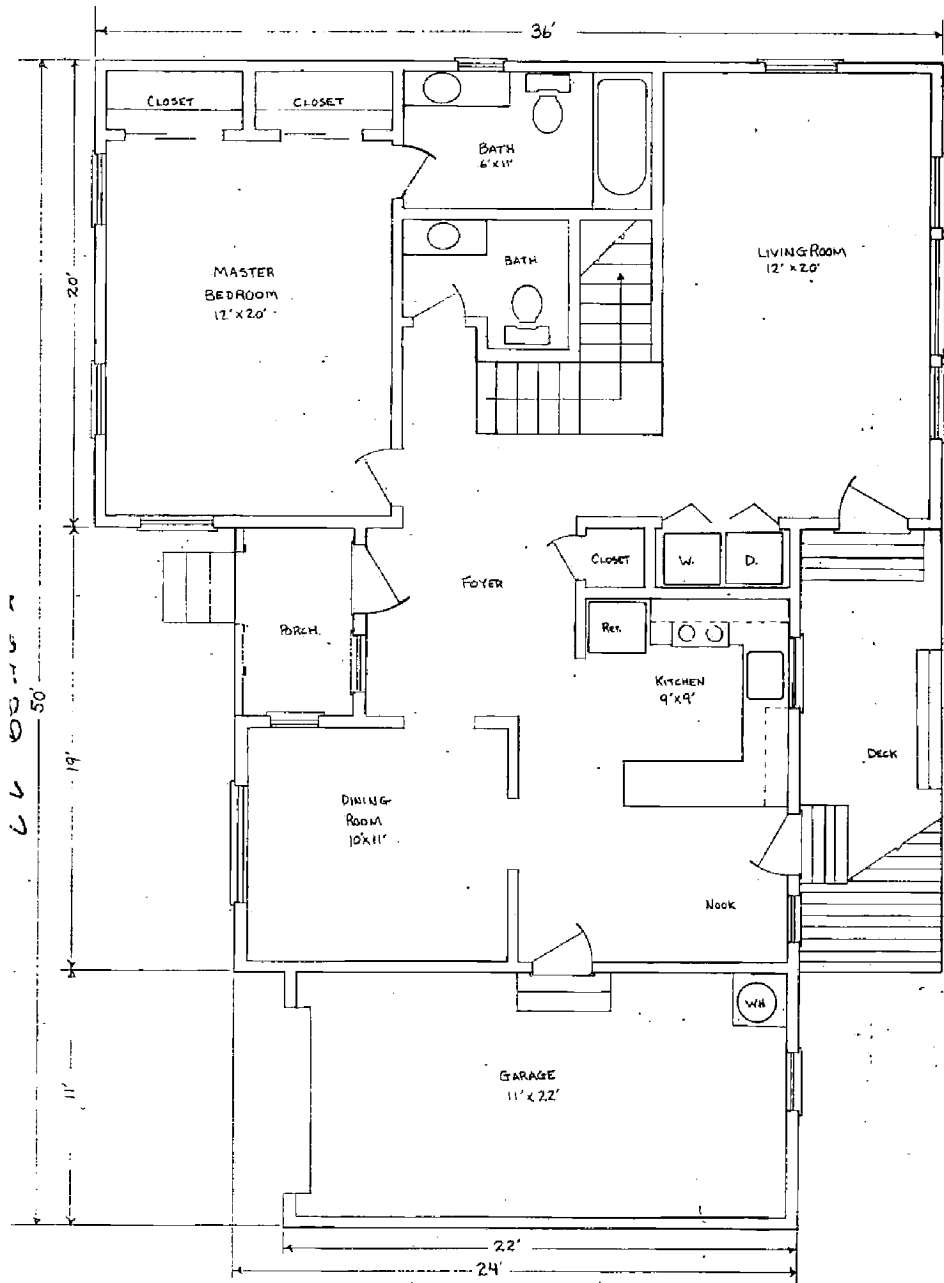 36'
CLOSET
CLOSET
BATH
6'x11'
LIVING ROOM
12' x 20'
BATH
MASTER
BEDROOM
12'x20'
20'
CLOSET
W.
D.
FOYER
PORCH
REF.
KITCHEN
9'x9'
50'
19'
DECK
DINING
ROOM
10'x11'
NOOK
WH
GARAGE
11' x 22'
11'
22'
24'